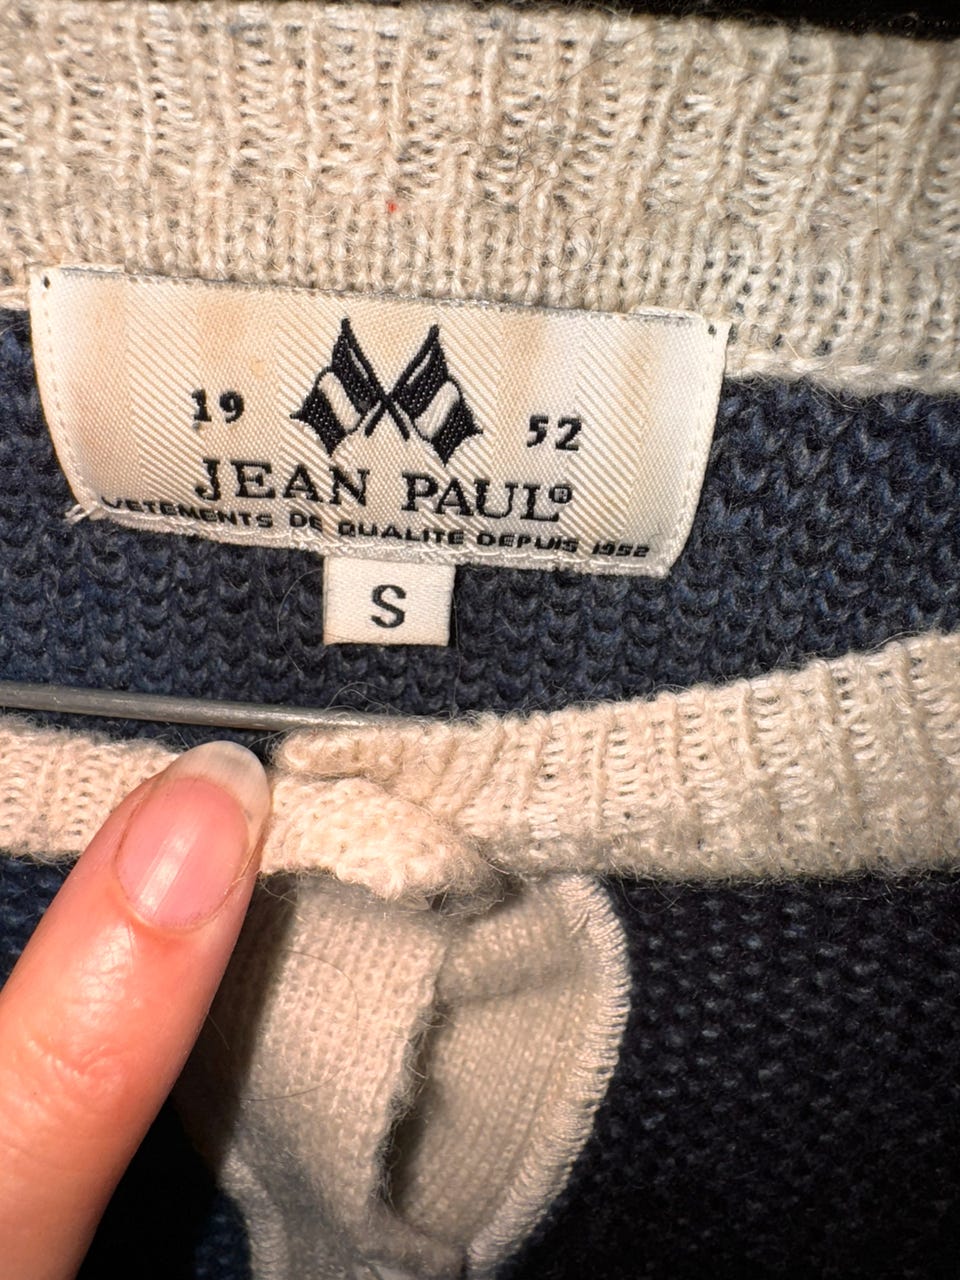 19 52
JEAN PAUL®
VETEMENTS DE QUALITE DEPUIS 1952
S